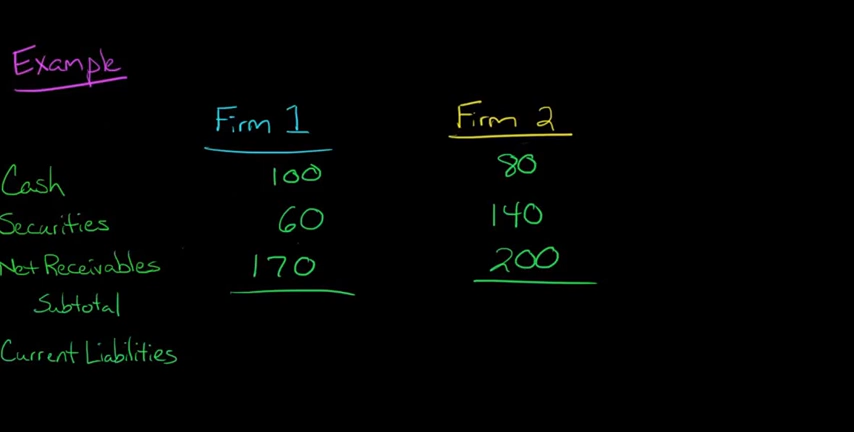 Example
Firm 1 Firm 2
Cash 100 80
Securities 60 140
Net Receivables 170 200
Subtotal
Current Liabilities